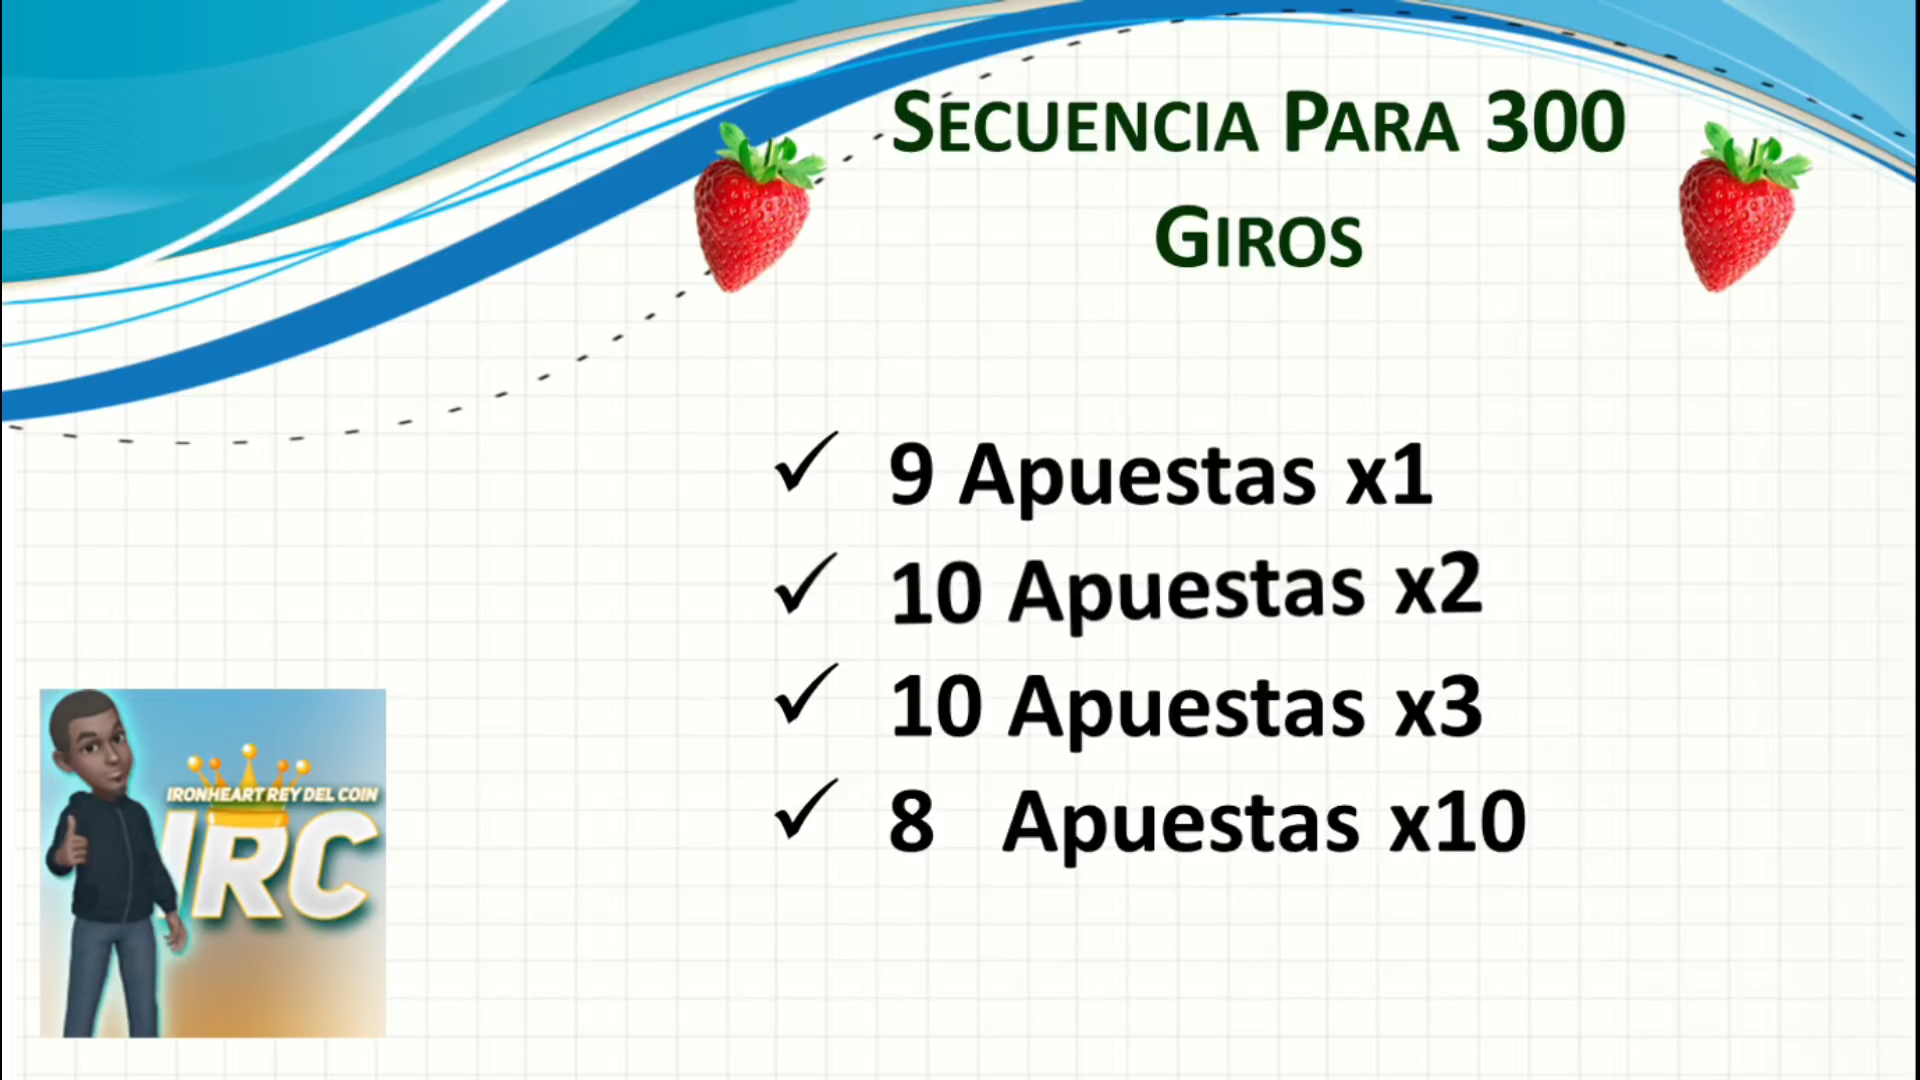 SECUENCIA PARA 300
GIROS
9 Apuestas x1
10 Apuestas x2
10 Apuestas x3
8 Apuestas x10
IRONHEART REY DEL COIN
IRC